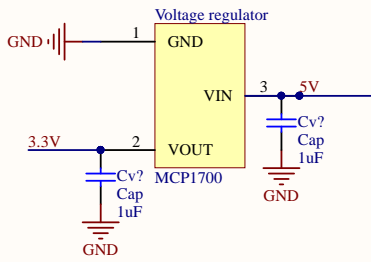 Voltage regulator
GND
1
GND
VIN
3
5V
3.3V
2
VOUT
MCP1700
Cv?
Cap
1uF
GND
Cv?
Cap
1uF
GND